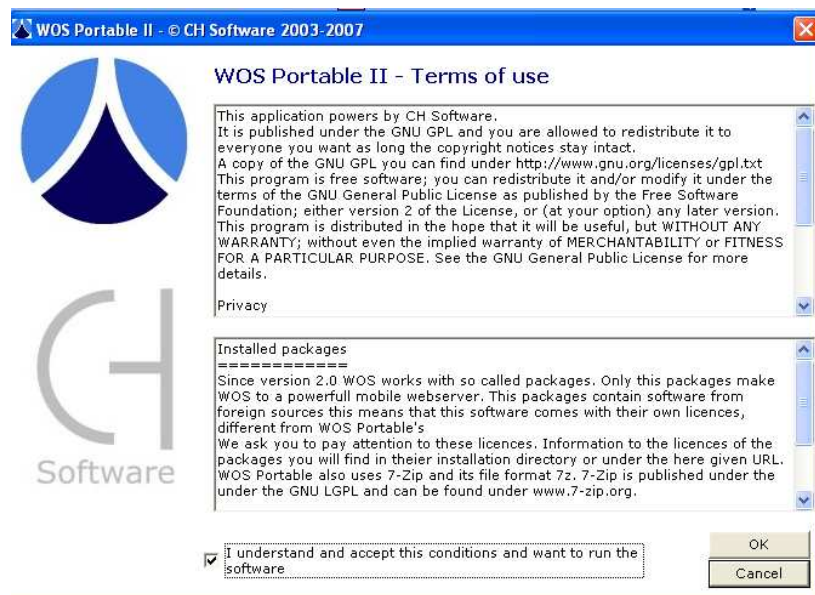 WOS Portable II - © CH Software 2003-2007
WOS Portable II - Terms of use
This application powers by CH Software.
It is published under the GNU GPL and you are allowed to redistribute it to
everyone you want as long the copyright notices stay intact.
A copy of the GNU GPL you can find under http://www.gnu.org/licenses/gpl.txt
This program is free software; you can redistribute it and/or modify it under the
terms of the GNU General Public License as published by the Free Software
Foundation; either version 2 of the License, or (at your option) any later version.
This program is distributed in the hope that it will be useful, but WITHOUT ANY
WARRANTY; without even the implied warranty of MERCHANTABILITY or FITNESS
FOR A PARTICULAR PURPOSE. See the GNU General Public License for more
details.
Privacy
CH
Software
Installed packages
============
Since version 2.0 WOS works with so called packages. Only this packages make
WOS to a powerfull mobile webserver. This packages contain software from
foreign sources this means that this software comes with their own licences,
different from WOS Portable's
We ask you to pay attention to these licences. Information to the licences of the
packages you will find in theier installation directory or under the here given URL.
WOS Portable also uses 7-Zip and its file format 7z. 7-Zip is published under the
under the GNU LGPL and can be found under www.7-zip.org.
I understand and accept this conditions and want to run the
software
OK
Cancel